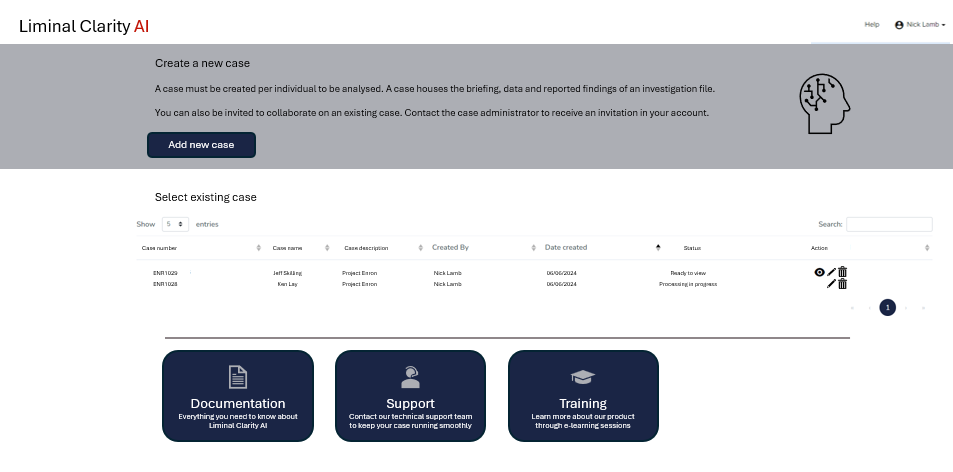 Liminal Clarity AI
Help
Nick Lamb
Create a new case
A case must be created per individual to be analysed. A case houses the briefing, data and reported findings of an investigation file.
You can also be invited to collaborate on an existing case. Contact the case administrator to receive an invitation in your account.
Add new case
Select existing case
Show 5 entries
Search:
Case number Case name Case description Created By Date created Status Action
ENR1029 Jeff Skilling Project Enron Nick Lamb 06/06/2024 Ready to view
ENR1028 Ken Lay Project Enron Nick Lamb 06/06/2024 Processing in progress
1
Documentation
Everything you need to know about
Liminal Clarity AI
Support
Contact our technical support team
to keep your case running smoothly
Training
Learn more about our product
through e-learning sessions